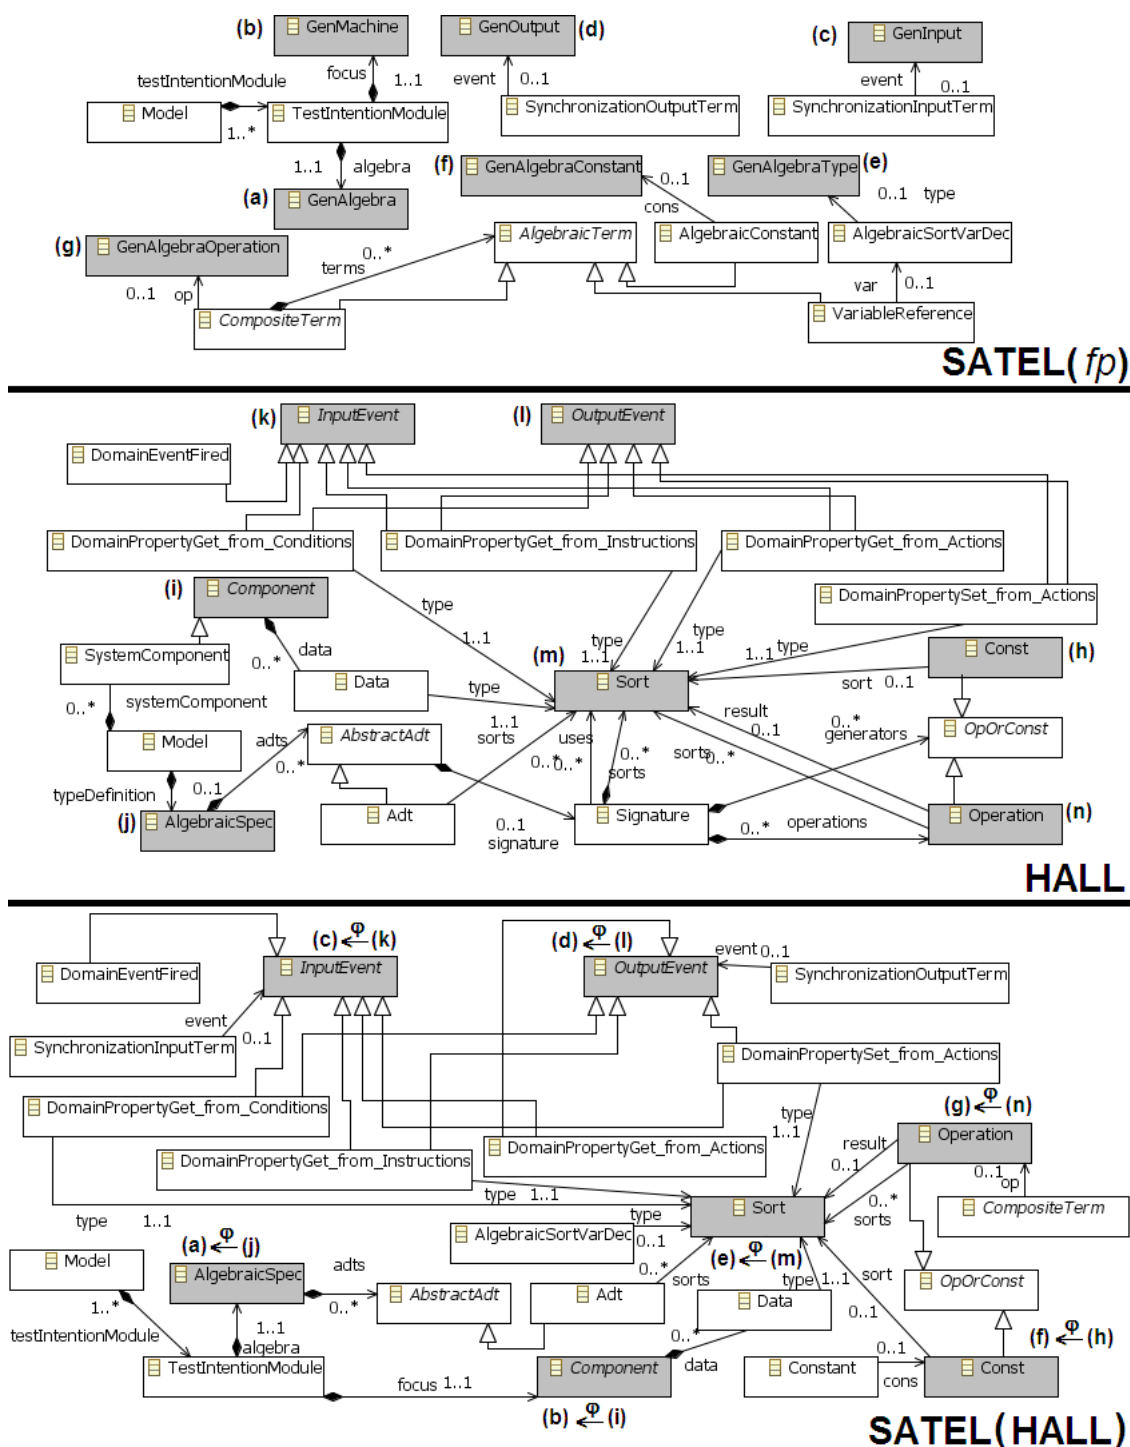 (b) GenMachine
GenOutput (d)
(c) GenInput
testIntentionModule
focus 1..1
event 0..1
event 0..1
Model
1..*
TestIntentionModule
SynchronizationOutputTerm
SynchronizationInputTerm
1..1 algebra
(f) GenAlgebraConstant
0..1
cons
GenAlgebraType (e)
0..1 type
(a) GenAlgebra
(g) GenAlgebraOperation
0..*
terms
AlgebraicTerm
AlgebraicConstant
AlgebraicSortVarDec
0..1 op
var 0..1
CompositeTerm
VariableReference
SATEL(fp)
(k) InputEvent
(l) OutputEvent
DomainEventFired
DomainPropertyGet_from_Conditions
DomainPropertyGet_from_Instructions
DomainPropertyGet_from_Actions
(i) Component
DomainPropertySet_from_Actions
type
1..1
type
1..1
type
1..1
type
1..1
SystemComponent
data
0..*
(m) Sort
Const (h)
Data
type
1..1
sort 0..1
0..* systemComponent
result
0..1
0..*
generators
Model
adts
0..*
AbstractAdt
sorts
0..*
uses
0..*
0..*
sorts
sorts
0..*
OpOrConst
typeDefinition
0..1
(j) AlgebraicSpec
Adt
Signature
0..* operations
Operation (n)
0..1
signature
HALL
(c) φ (k)
InputEvent
(d) φ (l)
OutputEvent
event 0..1
DomainEventFired
SynchronizationOutputTerm
event
0..1
SynchronizationInputTerm
DomainPropertySet_from_Actions
DomainPropertyGet_from_Conditions
(g) φ (n)
type
1..1
result
0..1
Operation
DomainPropertyGet_from_Instructions
DomainPropertyGet_from_Actions
0..1
op
type 1..1
Sort
0..*
sorts
CompositeTerm
type 1..1
AlgebraicSortVarDec
type
0..1
(a) φ (j)
(e) φ (m)
Model
AlgebraicSpec
adts
0..*
AbstractAdt
0..*
sorts
Adt
type 1..1
Data
sort
0..1
OpOrConst
1..*
testIntentionModule
1..1
algebra
0..*
data
(f) φ (h)
TestIntentionModule
focus 1..1
Component
Constant
0..1
cons
Const
(b) φ (i)
SATEL(HALL)